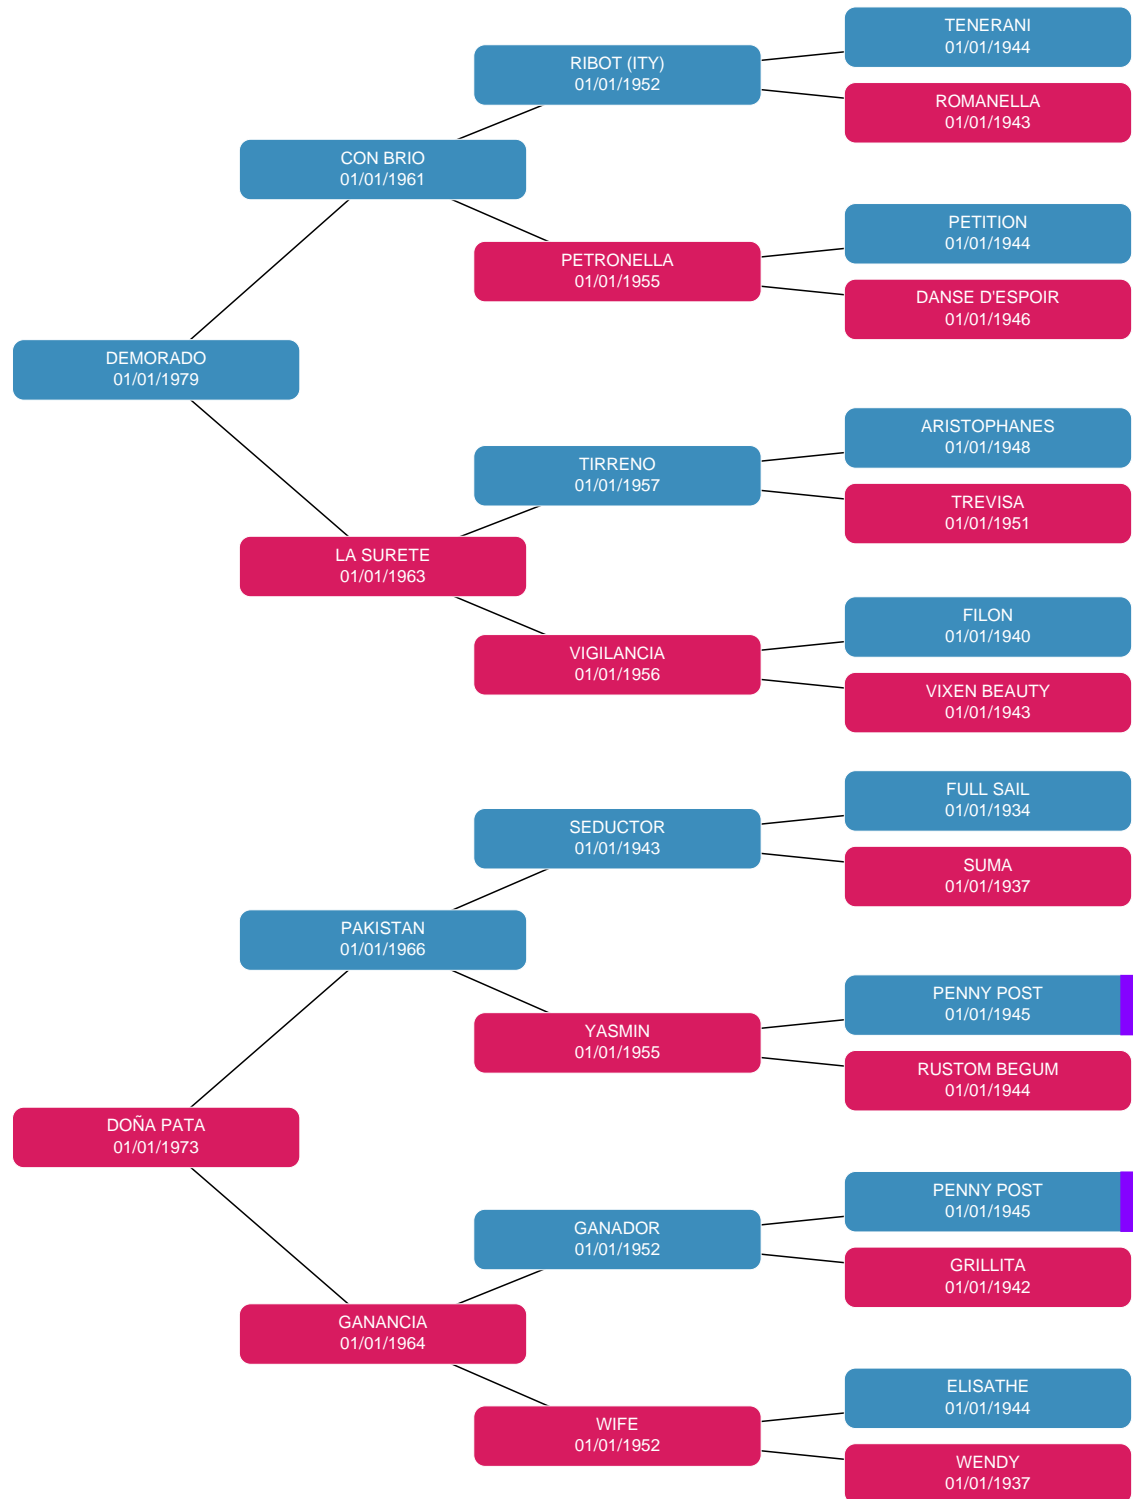 TENERANI
01/01/1944
RIBOT (ITY)
01/01/1952
ROMANELLA
01/01/1943
CON BRIO
01/01/1961
PETITION
01/01/1944
PETRONELLA
01/01/1955
DANSE D'ESPOIR
01/01/1946
DEMORADO
01/01/1979
ARISTOPHANES
01/01/1948
TIRRENO
01/01/1957
TREVISA
01/01/1951
LA SURETE
01/01/1963
FILON
01/01/1940
VIGILANCIA
01/01/1956
VIXEN BEAUTY
01/01/1943
FULL SAIL
01/01/1934
SEDUCTOR
01/01/1943
SUMA
01/01/1937
PAKISTAN
01/01/1966
PENNY POST
01/01/1945
YASMIN
01/01/1955
RUSTOM BEGUM
01/01/1944
DOÑA PATA
01/01/1973
PENNY POST
01/01/1945
GANADOR
01/01/1952
GRILLITA
01/01/1942
GANANCIA
01/01/1964
ELISATHE
01/01/1944
WIFE
01/01/1952
WENDY
01/01/1937